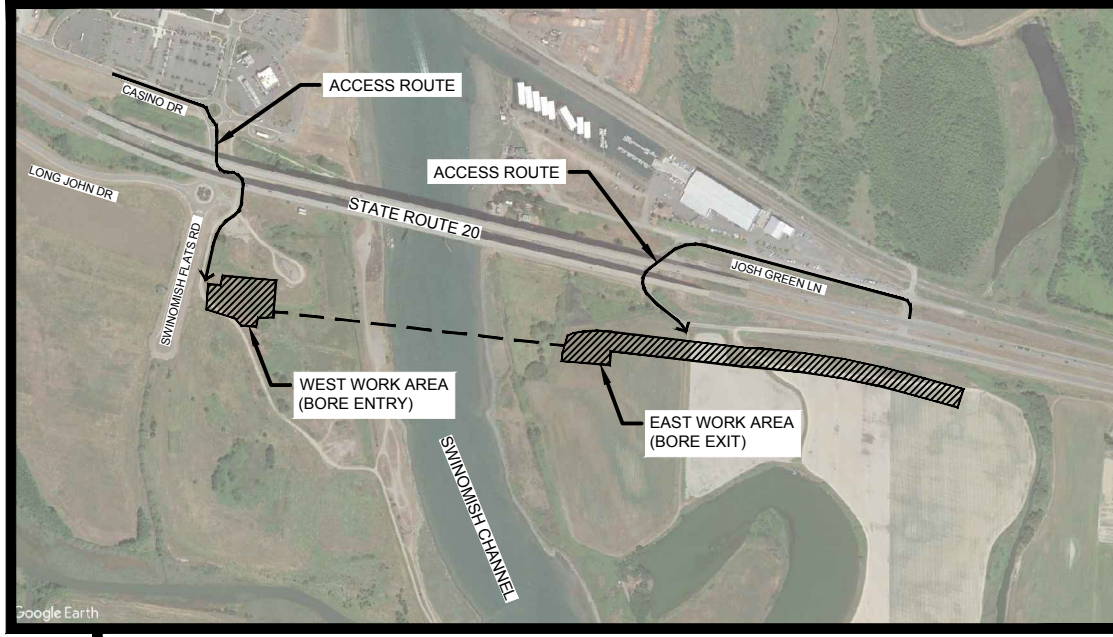 CASINO DR
ACCESS ROUTE
LONG JOHN DR
ACCESS ROUTE
STATE ROUTE 20
SWINOMISH FLATS RD
JOSH GREEN LN
WEST WORK AREA
(BORE ENTRY)
EAST WORK AREA
(BORE EXIT)
SWINOMISH CHANNEL
Google Earth